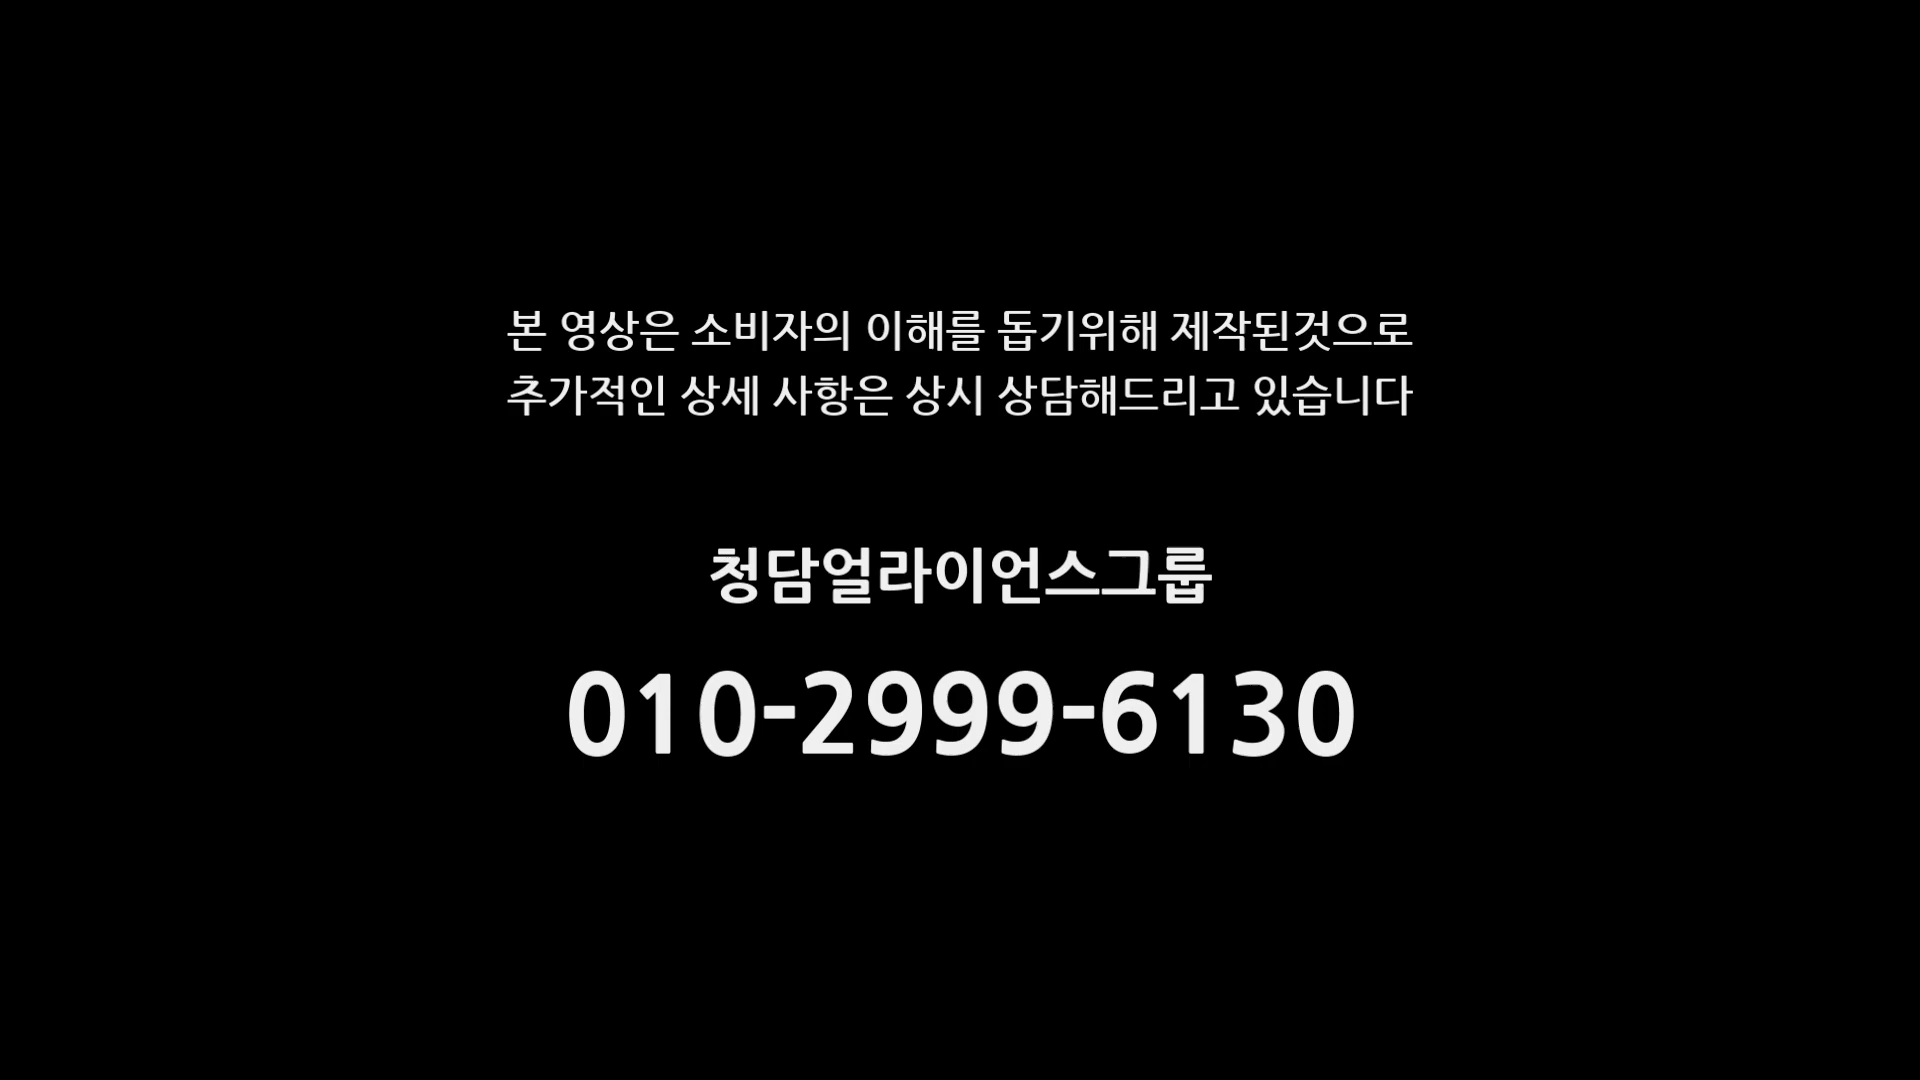 본 영상은 소비자의 이해를 돕기위해 제작된것으로
추가적인 상세 사항은 상시 상담해드리고 있습니다
청담얼라이언스그룹
010-2999-6130